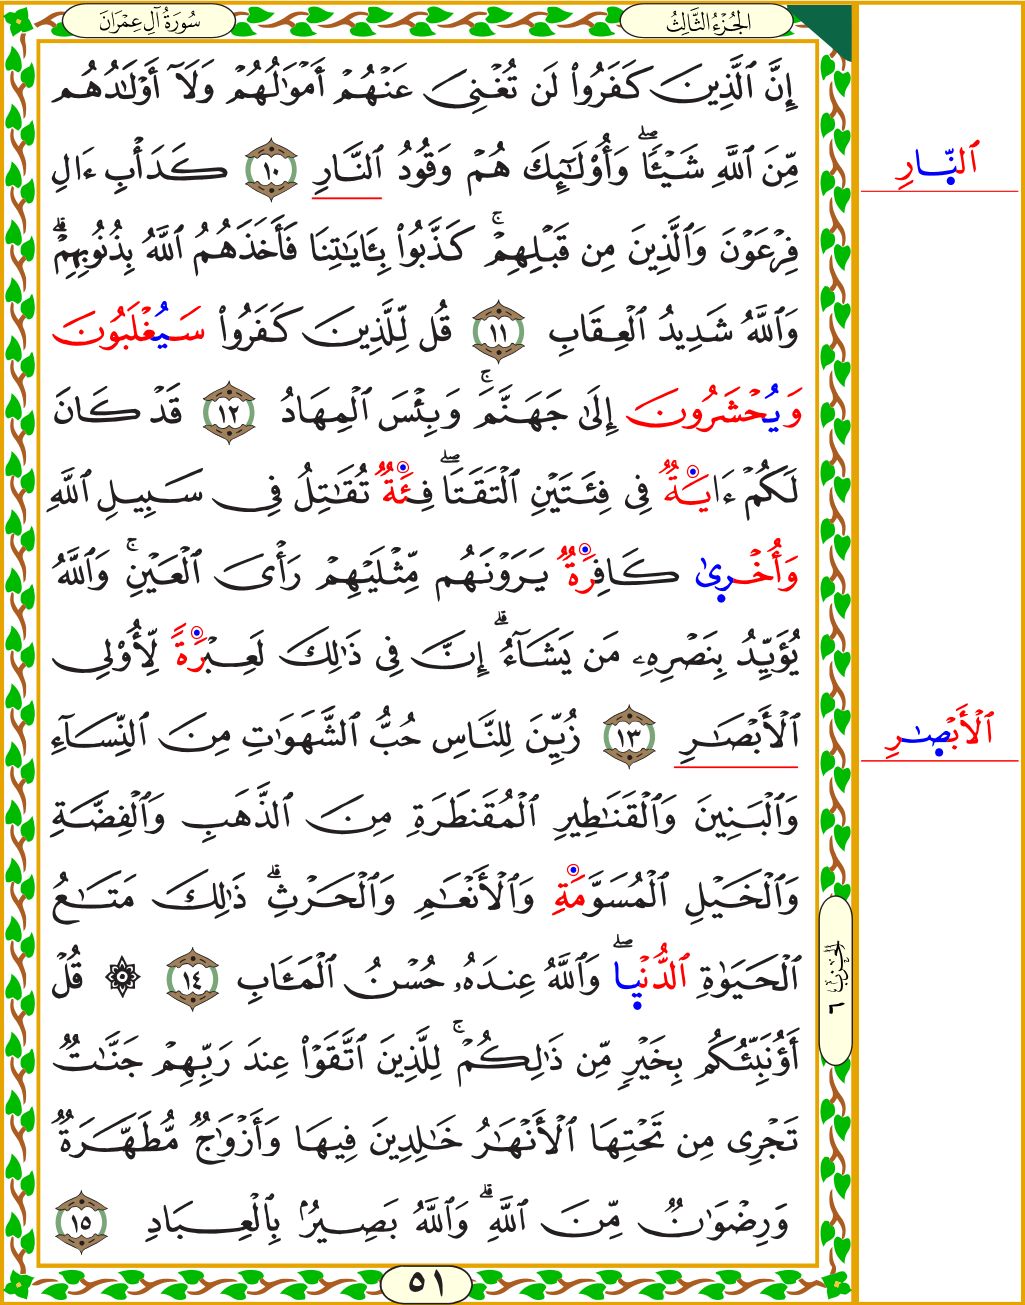 الجُزْءُ الثَّالِثُ
سُورَةُ آلِ عِمْرَانَ
إِنَّ ٱلَّذِينَ كَفَرُوا۟ لَن تُغْنِىَ عَنْهُمْ أَمْوَٰلُهُمْ وَلَآ أَوْلَٰدُهُم
مِّنَ ٱللَّهِ شَيْـًٔا ۖ وَأُو۟لَٰٓئِكَ هُمْ وَقُودُ ٱلنَّارِ ١٠ كَدَأْبِ ءَالِ
فِرْعَوْنَ وَٱلَّذِينَ مِن قَبْلِهِمْ ۚ كَذَّبُوا۟ بِـَٔايَٰتِنَا فَأَخَذَهُمُ ٱللَّهُ بِذُنُوبِهِمْ ۗ
وَٱللَّهُ شَدِيدُ ٱلْعِقَابِ ١١ قُل لِّلَّذِينَ كَفَرُوا۟ سَيُغْلَبُونَ
وَيُحْشَرُونَ إِلَىٰ جَهَنَّمَ ۚ وَبِئْسَ ٱلْمِهَادُ ١٢ قَدْ كَانَ
لَكُمْ ءَايَةٌ فِى فِئَتَيْنِ ٱلْتَقَتَا ۖ فِئَةٌ تُقَٰتِلُ فِى سَبِيلِ ٱللَّهِ
وَأُخْرَىٰ كَافِرَةٌ يَرَوْنَهُم مِّثْلَيْهِمْ رَأْىَ ٱلْعَيْنِ ۚ وَٱللَّهُ
يُؤَيِّدُ بِنَصْرِهِۦ مَن يَشَآءُ ۗ إِنَّ فِى ذَٰلِكَ لَعِبْرَةً لِّأُو۟لِى
ٱلْأَبْصَٰرِ ١٣ زُيِّنَ لِلنَّاسِ حُبُّ ٱلشَّهَوَٰتِ مِنَ ٱلنِّسَآءِ
وَٱلْبَنِينَ وَٱلْقَنَٰطِيرِ ٱلْمُقَنطَرَةِ مِنَ ٱلذَّهَبِ وَٱلْفِضَّةِ
وَٱلْخَيْلِ ٱلْمُسَوَّمَةِ وَٱلْأَنْعَٰمِ وَٱلْحَرْثِ ۗ ذَٰلِكَ مَتَٰعُ
ٱلْحَيَوٰةِ ٱلدُّنْيَا ۖ وَٱللَّهُ عِندَهُۥ حُسْنُ ٱلْمَـَٔابِ ١٤ ۞ قُلْ
أَؤُنَبِّئُكُم بِخَيْرٍ مِّن ذَٰلِكُمْ ۚ لِلَّذِينَ ٱتَّقَوْا۟ عِندَ رَبِّهِمْ جَنَّٰتٌ
تَجْرِى مِن تَحْتِهَا ٱلْأَنْهَٰرُ خَٰلِدِينَ فِيهَا وَأَزْوَٰجٌ مُّطَهَّرَةٌ
وَرِضْوَٰنٌ مِّنَ ٱللَّهِ ۗ وَٱللَّهُ بَصِيرٌۢ بِٱلْعِبَادِ ١٥
ٱلنَّارِ
ٱلْأَبْصَٰرِ
الحزب ٦
٥١